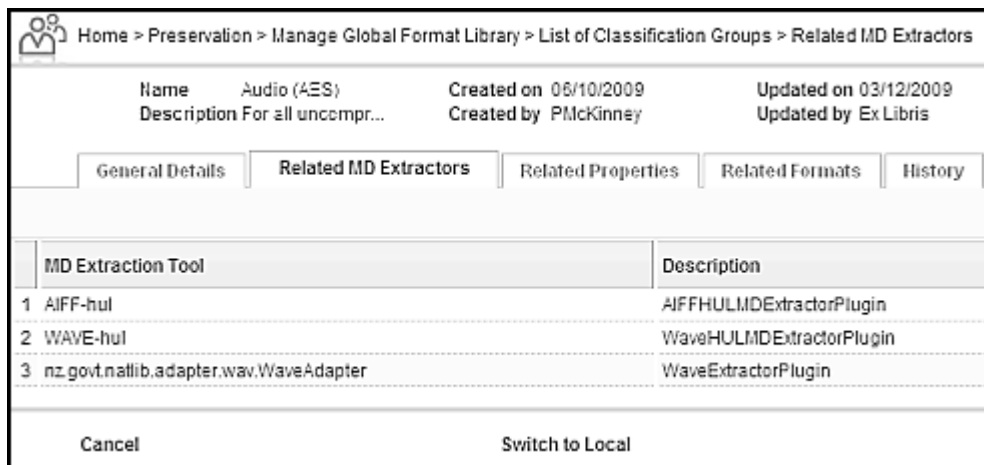 Home > Preservation > Manage Global Format Library > List of Classification Groups > Related MD Extractors
Name Audio (AES) Created on 06/10/2009 Updated on 03/12/2009
Description For all uncompr... Created by PMcKinney Updated by Ex Libris
General Details Related MD Extractors Related Properties Related Formats History
MD Extraction Tool Description
1 AIFF-hul AIFFHULMDExtractorPlugin
2 WAVE-hul WaveHULMDExtractorPlugin
3 nz.govt.natlib.adapter.wav.WaveAdapter WaveExtractorPlugin
Cancel Switch to Local